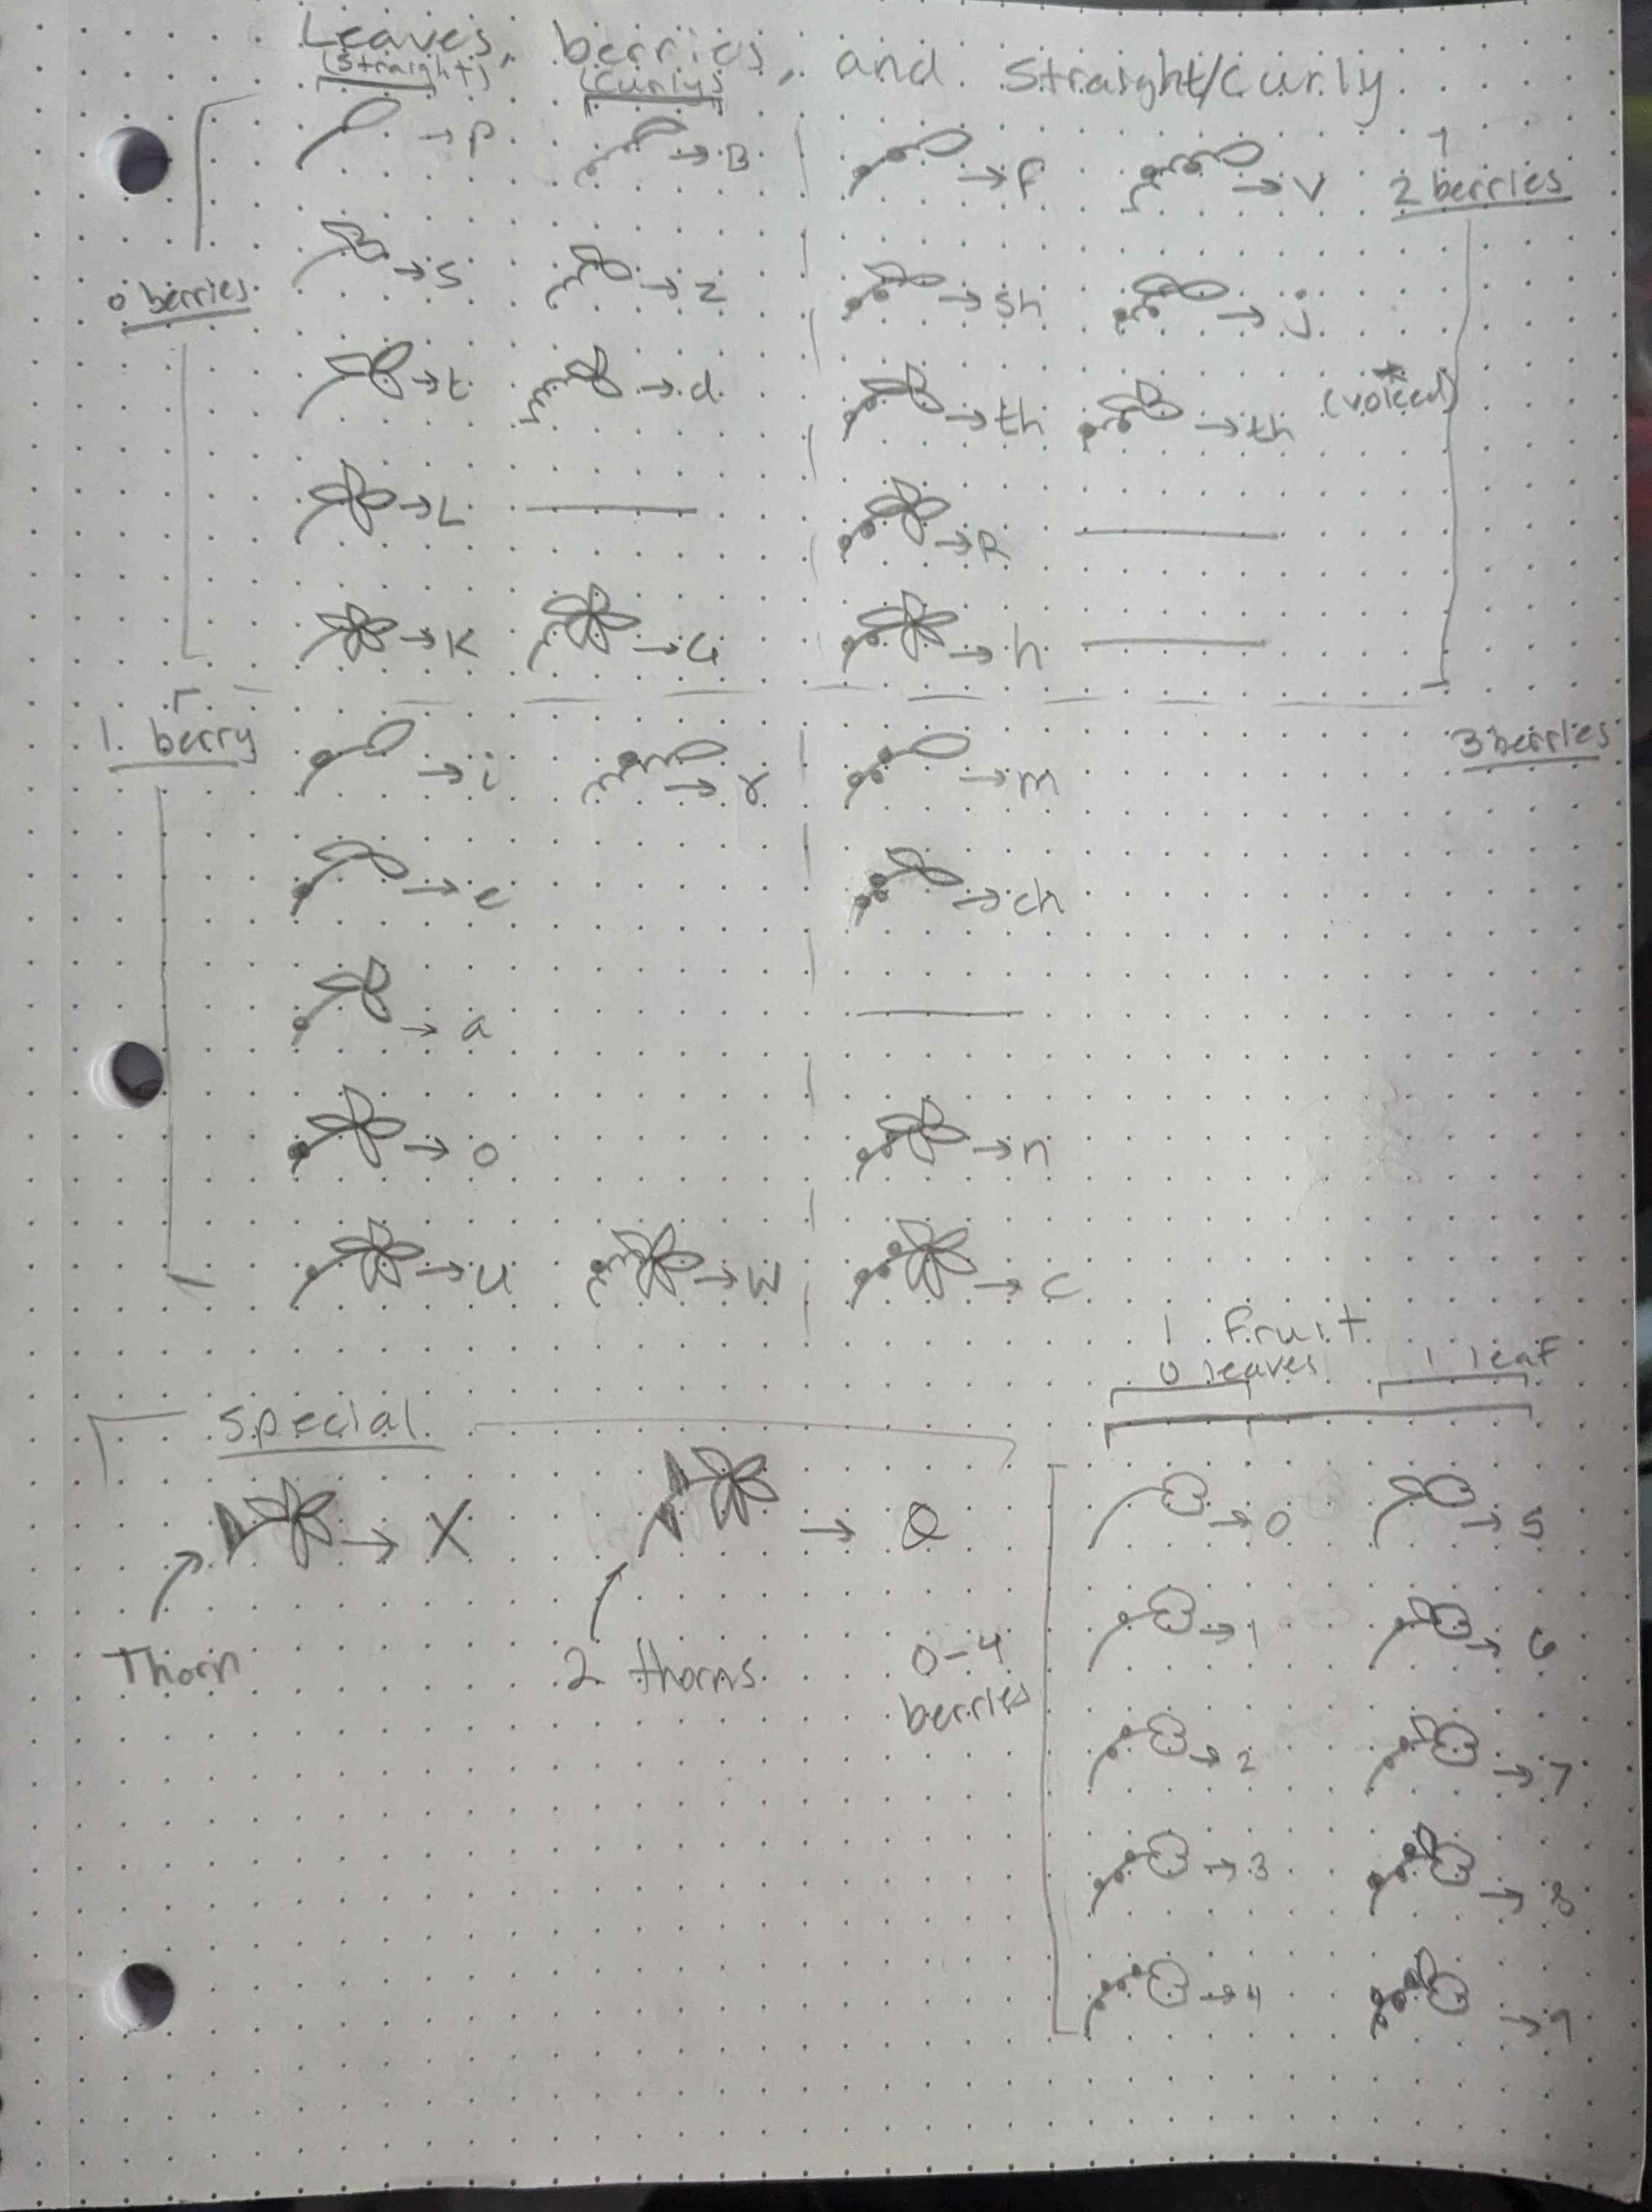 Leaves, berries, and Straight/Curly
(Straight) (Curly)
→ P → B → F → V 2 berries
0 berries → S → Z → Sh → j
→ t → d → th → th (voiced) *
→ L → R
→ K → G → h
1 berry → i → Y → m 3 berries
→ e → ch
→ a
→ o → n
→ U → W → C
1 Fruit
0 leaves 1 leaf
Special
→ X → Q → 0 → 5
Thorn 2 thorns → 1 → 6
0-4
berries
→ 2 → 7
→ 3 → 8
→ 4 → 9